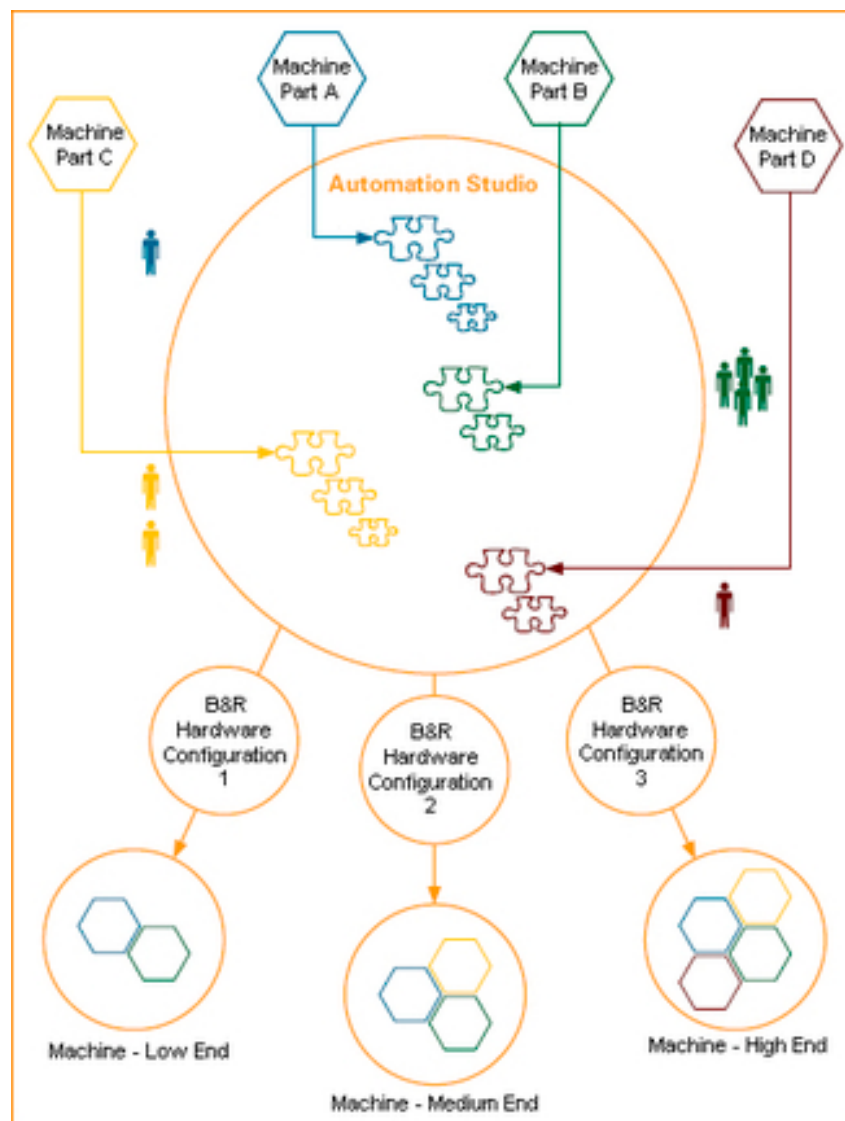 Machine
Part A
Machine
Part B
Machine
Part C
Machine
Part D
Automation Studio
B&R
Hardware
Configuration
1
B&R
Hardware
Configuration
2
B&R
Hardware
Configuration
3
Machine - Low End
Machine - Medium End
Machine - High End